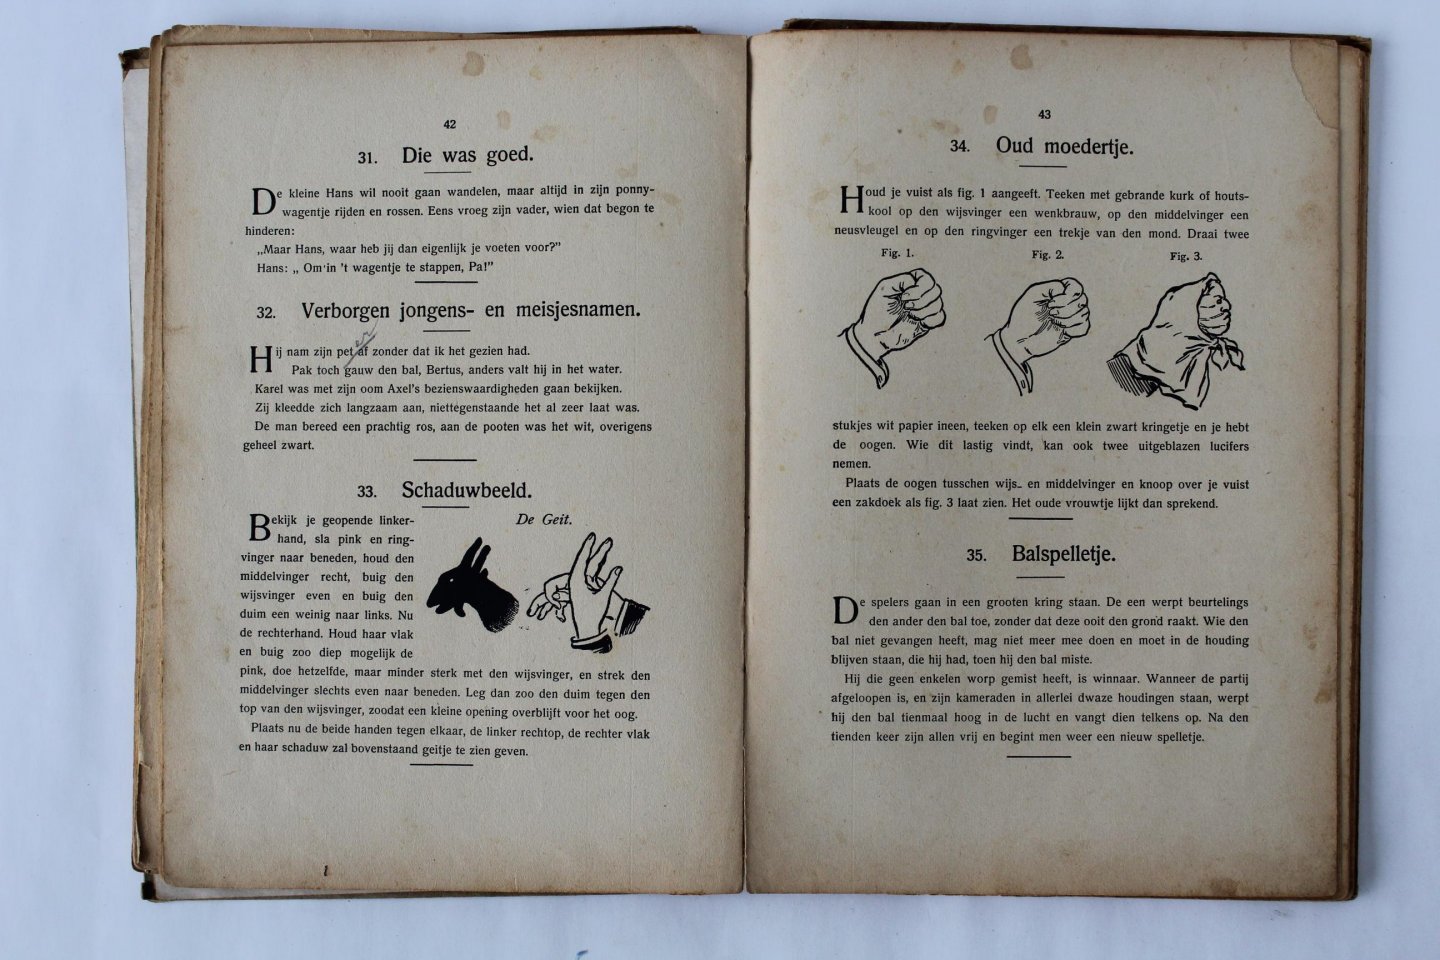 42
31. Die was goed.
De kleine Hans wil nooit gaan wandelen, maar altijd in zijn pony-
wagentje rijden en rossen. Eens vroeg zijn vader, wien dat begon te
hinderen:
„Maar Hans, waar heb jij dan eigenlijk je voeten voor?”
Hans: „ Om in 't wagentje te stappen, Pa!”
32. Verborgen jongens- en meisjesnamen.
Hij nam zijn pet af zonder dat ik het gezien had.
Pak toch gauw den bal, Bertus, anders valt hij in het water.
Karel was met zijn oom Axel's bezienswaardigheden gaan bekijken.
Zij kleedde zich langzaam aan, niettegenstaande het al zeer laat was.
De man bereed een prachtig ros, aan de pooten was het wit, overigens
geheel zwart.
33. Schaduwbeeld.
De Geit.
Bekijk je geopende linker-
hand, sla pink en ring-
vinger naar beneden, houd den
middelvinger recht, buig den
wijsvinger even en buig den
duim een weinig naar links. Nu
de rechterhand. Houd haar vlak
en buig zoo diep mogelijk de
pink, doe hetzelfde, maar minder sterk met den wijsvinger, en strek den
middelvinger slechts even naar beneden. Leg dan zoo den duim tegen den
top van den wijsvinger, zoodat een kleine opening overblijft voor het oog.
Plaats nu de beide handen tegen elkaar, de linker rechtop, de rechter vlak
en haar schaduw zal bovenstaand geitje te zien geven.
43
34. Oud moedertje.
Houd je vuist als fig. 1 aangeeft. Teeken met gebrande kurk of houts-
kool op den wijsvinger een wenkbrauw, op den middelvinger een
neusvleugel en op den ringvinger een trekje van den mond. Draai twee
Fig. 1. Fig. 2. Fig. 3.
stukjes wit papier ineen, teeken op elk een klein zwart kringetje en je hebt
de oogen. Wie dit lastig vindt, kan ook twee uitgeblazen lucifers
nemen.
Plaats de oogen tusschen wijs- en middelvinger en knoop over je vuist
een zakdoek als fig. 3 laat zien. Het oude vrouwtje lijkt dan sprekend.
35. Balspelletje.
De spelers gaan in een grooten kring staan. De een werpt beurtelings
den ander den bal toe, zonder dat deze ooit den grond raakt. Wie den
bal niet gevangen heeft, mag niet meer mee doen en moet in de houding
blijven staan, die hij had, toen hij den bal miste.
Hij die geen enkelen worp gemist heeft, is winnaar. Wanneer de partij
afgeloopen is, en zijn kameraden in allerlei dwaze houdingen staan, werpt
hij den bal tienmaal hoog in de lucht en vangt dien telkens op. Na den
tienden keer zijn allen vrij en begint men weer een nieuw spelletje.